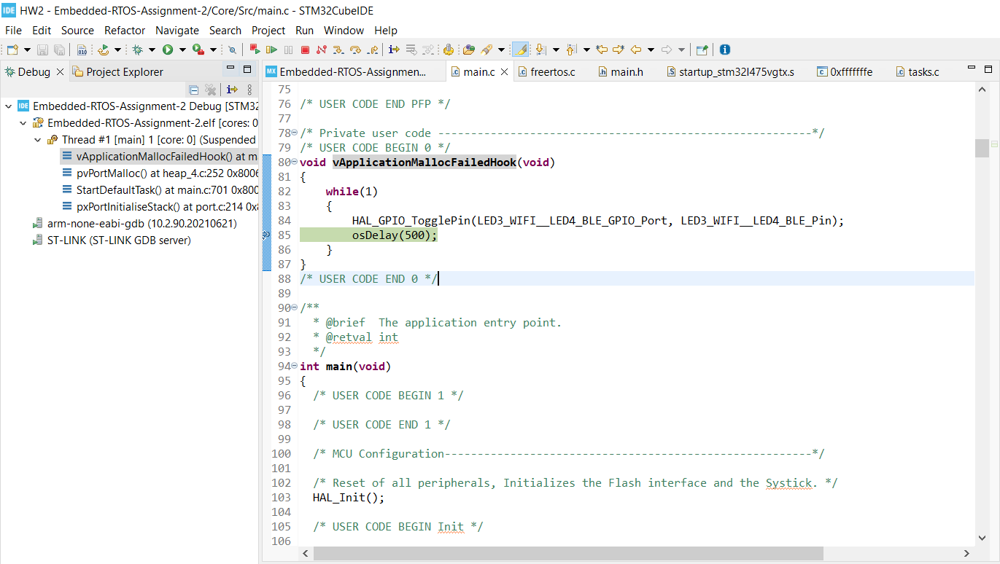 IDE HW2 - Embedded-RTOS-Assignment-2/Core/Src/main.c - STM32CubeIDE
File Edit Source Refactor Navigate Search Project Run Window Help
010
Debug Project Explorer
MX Embedded-RTOS-Assignmen... main.c freertos.c main.h startup_stm32l475vgtx.s 0xfffffffe tasks.c
IDE Embedded-RTOS-Assignment-2 Debug [STM32
Embedded-RTOS-Assignment-2.elf [cores: 0
Thread #1 [main] 1 [core: 0] (Suspended
vApplicationMallocFailedHook() at m
pvPortMalloc() at heap_4.c:252 0x8006
StartDefaultTask() at main.c:701 0x800
pxPortInitialiseStack() at port.c:214 0x
arm-none-eabi-gdb (10.2.90.20210621)
ST-LINK (ST-LINK GDB server)
75
76 /* USER CODE END PFP */
77
78 /* Private user code ---------------------------------------------------------*/
79 /* USER CODE BEGIN 0 */
80 void vApplicationMallocFailedHook(void)
81 {
82 while(1)
83 {
84 HAL_GPIO_TogglePin(LED3_WIFI__LED4_BLE_GPIO_Port, LED3_WIFI__LED4_BLE_Pin);
85 osDelay(500);
86 }
87 }
88 /* USER CODE END 0 */
89
90 /**
91 * @brief The application entry point.
92 * @retval int
93 */
94 int main(void)
95 {
96 /* USER CODE BEGIN 1 */
97
98 /* USER CODE END 1 */
99
100 /* MCU Configuration--------------------------------------------------------*/
101
102 /* Reset of all peripherals, Initializes the Flash interface and the Systick. */
103 HAL_Init();
104
105 /* USER CODE BEGIN Init */
106